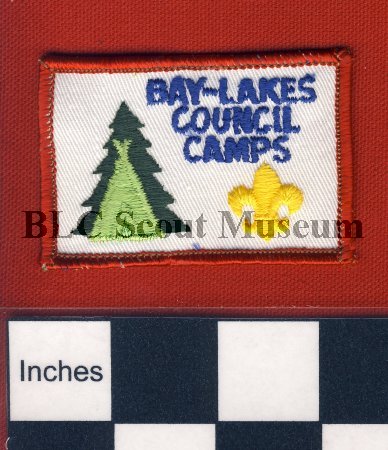 BAY-LAKES
COUNCIL
CAMPS
BLC Scout Museum
Inches